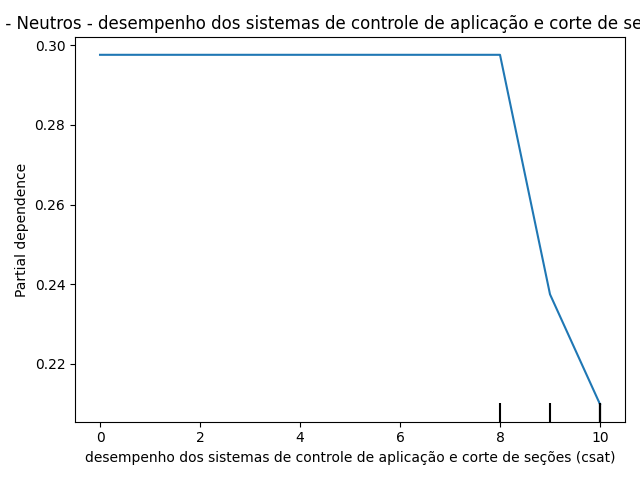 - Neutros - desempenho dos sistemas de controle de aplicação e corte de se
0.30
0.28
0.26
0.24
0.22
Partial dependence
0 2 4 6 8 10
desempenho dos sistemas de controle de aplicação e corte de seções (csat)